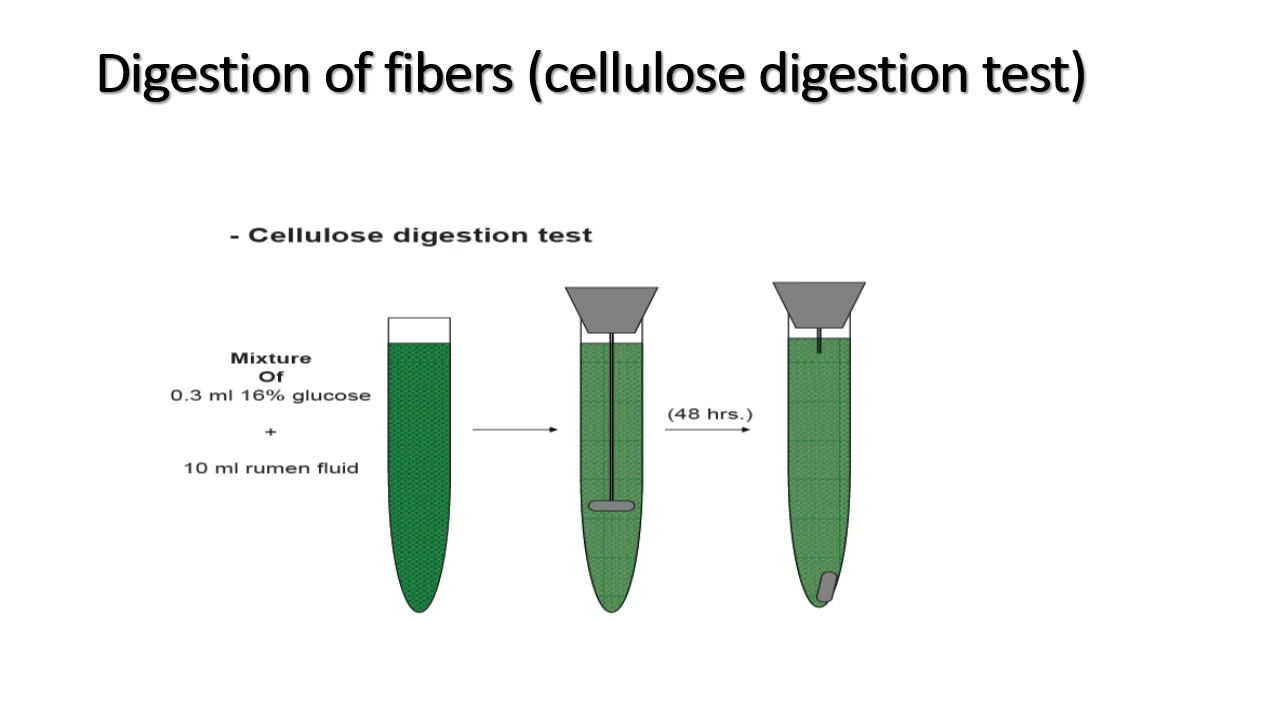 Digestion of fibers (cellulose digestion test)
- Cellulose digestion test
Mixture
Of
0.3 ml 16% glucose
+
10 ml rumen fluid
(48 hrs.)